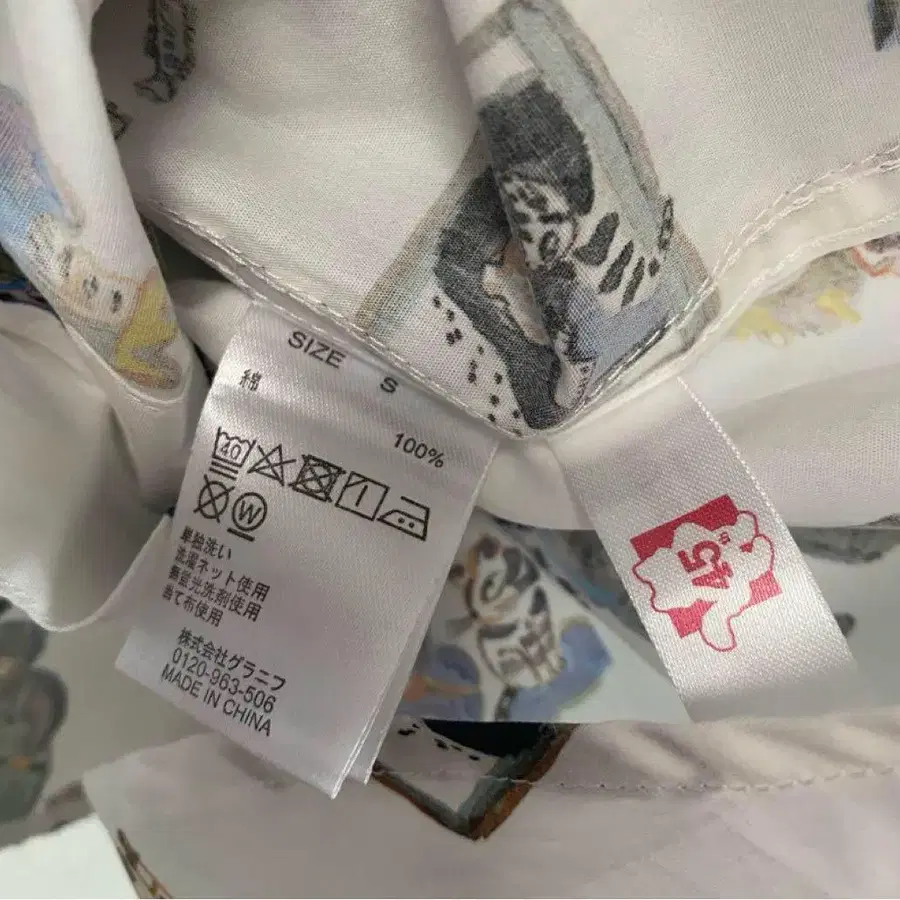 SIZE S
綿 100%
40
W
単独洗い
洗濯ネット使用
無蛍光洗剤使用
当て布使用
株式会社グラニフ
0120-963-506
MADE IN CHINA
45th